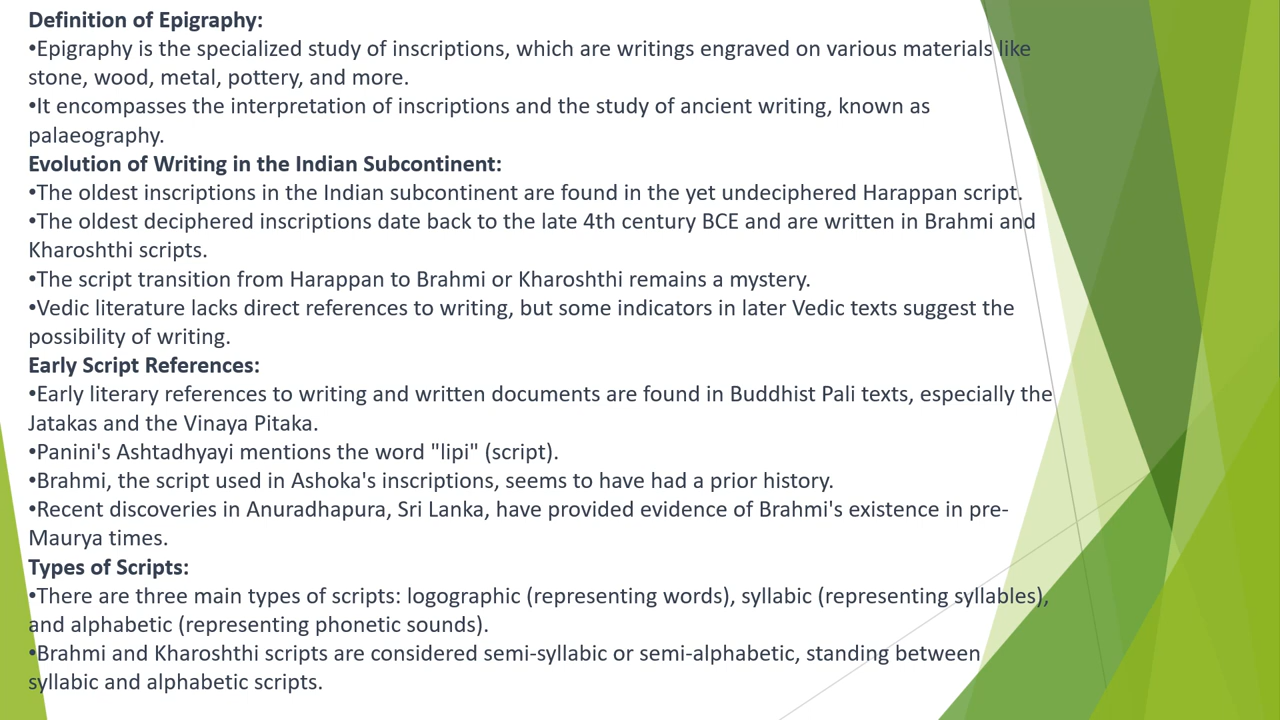 Definition of Epigraphy:
•Epigraphy is the specialized study of inscriptions, which are writings engraved on various materials like
stone, wood, metal, pottery, and more.
•It encompasses the interpretation of inscriptions and the study of ancient writing, known as
palaeography.
Evolution of Writing in the Indian Subcontinent:
•The oldest inscriptions in the Indian subcontinent are found in the yet undeciphered Harappan script.
•The oldest deciphered inscriptions date back to the late 4th century BCE and are written in Brahmi and
Kharoshthi scripts.
•The script transition from Harappan to Brahmi or Kharoshthi remains a mystery.
•Vedic literature lacks direct references to writing, but some indicators in later Vedic texts suggest the
possibility of writing.
Early Script References:
•Early literary references to writing and written documents are found in Buddhist Pali texts, especially the
Jatakas and the Vinaya Pitaka.
•Panini's Ashtadhyayi mentions the word "lipi" (script).
•Brahmi, the script used in Ashoka's inscriptions, seems to have had a prior history.
•Recent discoveries in Anuradhapura, Sri Lanka, have provided evidence of Brahmi's existence in pre-
Maurya times.
Types of Scripts:
•There are three main types of scripts: logographic (representing words), syllabic (representing syllables),
and alphabetic (representing phonetic sounds).
•Brahmi and Kharoshthi scripts are considered semi-syllabic or semi-alphabetic, standing between
syllabic and alphabetic scripts.